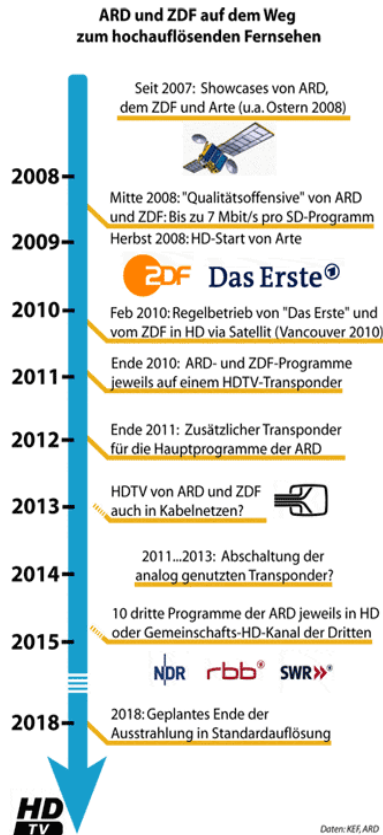 ARD und ZDF auf dem Weg
zum hochauflösenden Fernsehen
Seit 2007: Showcases von ARD,
dem ZDF und Arte (u.a. Ostern 2008)
2008
Mitte 2008: "Qualitätsoffensive" von ARD
und ZDF: Bis zu 7 Mbit/s pro SD-Programm
2009
Herbst 2008: HD-Start von Arte
ZDF Das Erste
2010
Feb 2010: Regelbetrieb von "Das Erste" und
vom ZDF in HD via Satellit (Vancouver 2010)
Ende 2010: ARD- und ZDF-Programme
2011
jeweils auf einem HDTV-Transponder
Ende 2011: Zusätzlicher Transponder
2012
für die Hauptprogramme der ARD
HDTV von ARD und ZDF
2013
auch in Kabelnetzen?
2011...2013: Abschaltung der
2014
analog genutzten Transponder?
10 dritte Programme der ARD jeweils in HD
2015
oder Gemeinschafts-HD-Kanal der Dritten
NDR rbb SWR»
2018: Geplantes Ende der
2018
Ausstrahlung in Standardauflösung
HD
TV
Daten: KEF, ARD